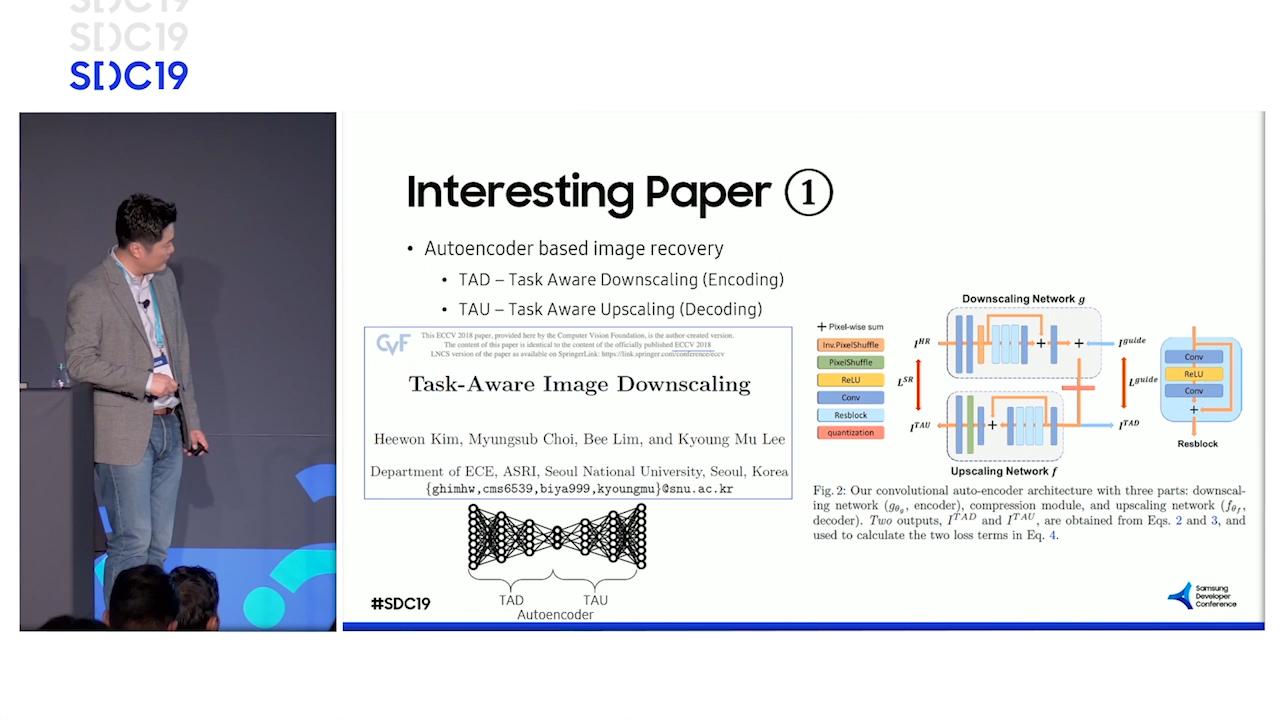 SDC19
SDC19
SDC19
Interesting Paper ①
• Autoencoder based image recovery
• TAD – Task Aware Downscaling (Encoding)
• TAU – Task Aware Upscaling (Decoding)
CVF
This ECCV 2018 paper, provided here by the Computer Vision Foundation, is the author-created version.
The content of this paper is identical to the content of the officially published ECCV 2018
LNCS version of the paper as available on SpringerLink: https://link.springer.com/conference/eccv
Task-Aware Image Downscaling
Heewon Kim, Myungsub Choi, Bee Lim, and Kyoung Mu Lee
Department of ECE, ASRI, Seoul National University, Seoul, Korea
{ghimhw,cms6539,biya999,kyoungmu}@snu.ac.kr
TAD TAU
Autoencoder
Downscaling Network g
+ Pixel-wise sum
Inv.PixelShuffle
PixelShuffle
ReLU
Conv
Resblock
quantization
I^HR
+
+
I^guide
L^SR
L^guide
I^TAU
+
I^TAD
Upscaling Network f
Conv
ReLU
Conv
+
Resblock
Fig. 2: Our convolutional auto-encoder architecture with three parts: downscal-
ing network (g_θg, encoder), compression module, and upscaling network (f_θf,
decoder). Two outputs, I^TAD and I^TAU, are obtained from Eqs. 2 and 3, and
used to calculate the two loss terms in Eq. 4.
#SDC19
Samsung
Developer
Conference